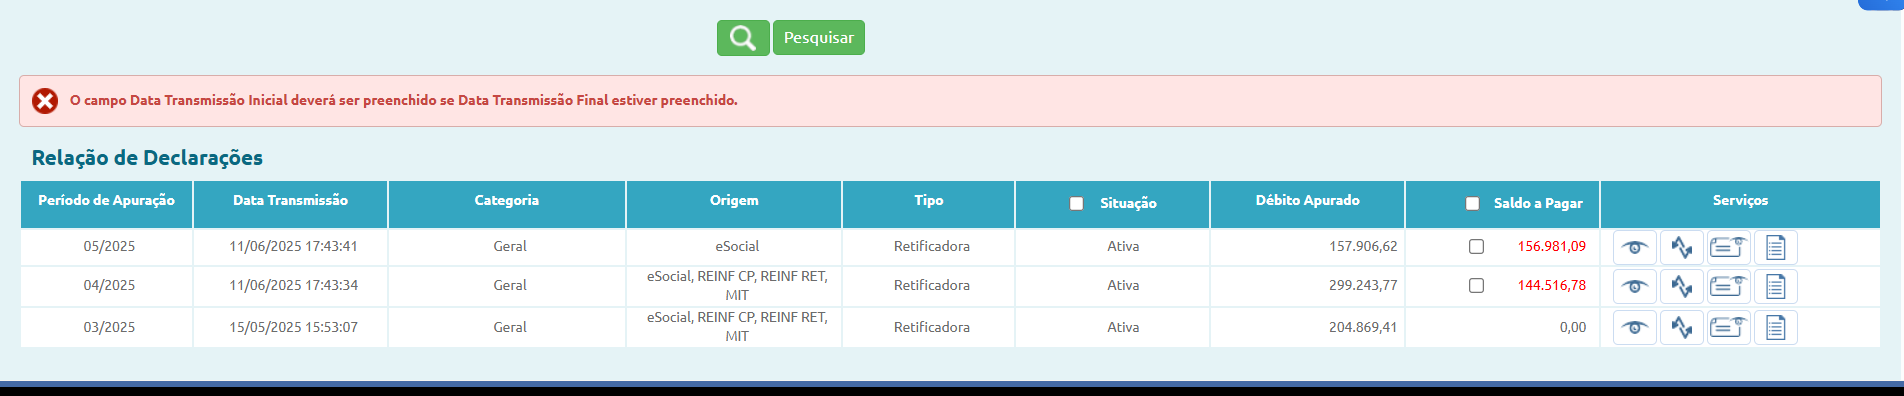 Pesquisar
O campo Data Transmissão Inicial deverá ser preenchido se Data Transmissão Final estiver preenchido.
Relação de Declarações
Período de Apuração Data Transmissão Categoria Origem Tipo Situação Débito Apurado Saldo a Pagar Serviços
05/2025 11/06/2025 17:43:41 Geral eSocial Retificadora Ativa 157.906,62 156.981,09
04/2025 11/06/2025 17:43:34 Geral eSocial, REINF CP, REINF RET, MIT Retificadora Ativa 299.243,77 144.516,78
03/2025 15/05/2025 15:53:07 Geral eSocial, REINF CP, REINF RET, MIT Retificadora Ativa 204.869,41 0,00